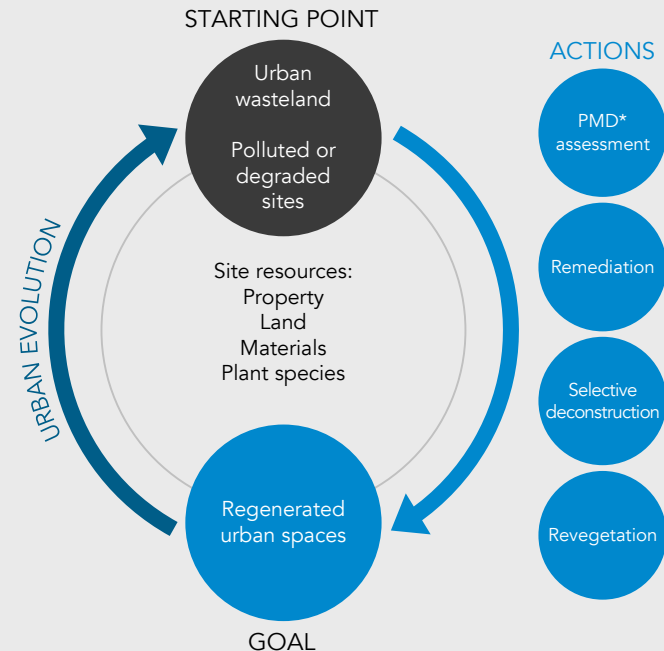 STARTING POINT
Urban
wasteland
Polluted or
degraded
sites
Site resources:
Property
Land
Materials
Plant species
URBAN EVOLUTION
Regenerated
urban spaces
GOAL
ACTIONS
PMD*
assessment
Remediation
Selective
deconstruction
Revegetation